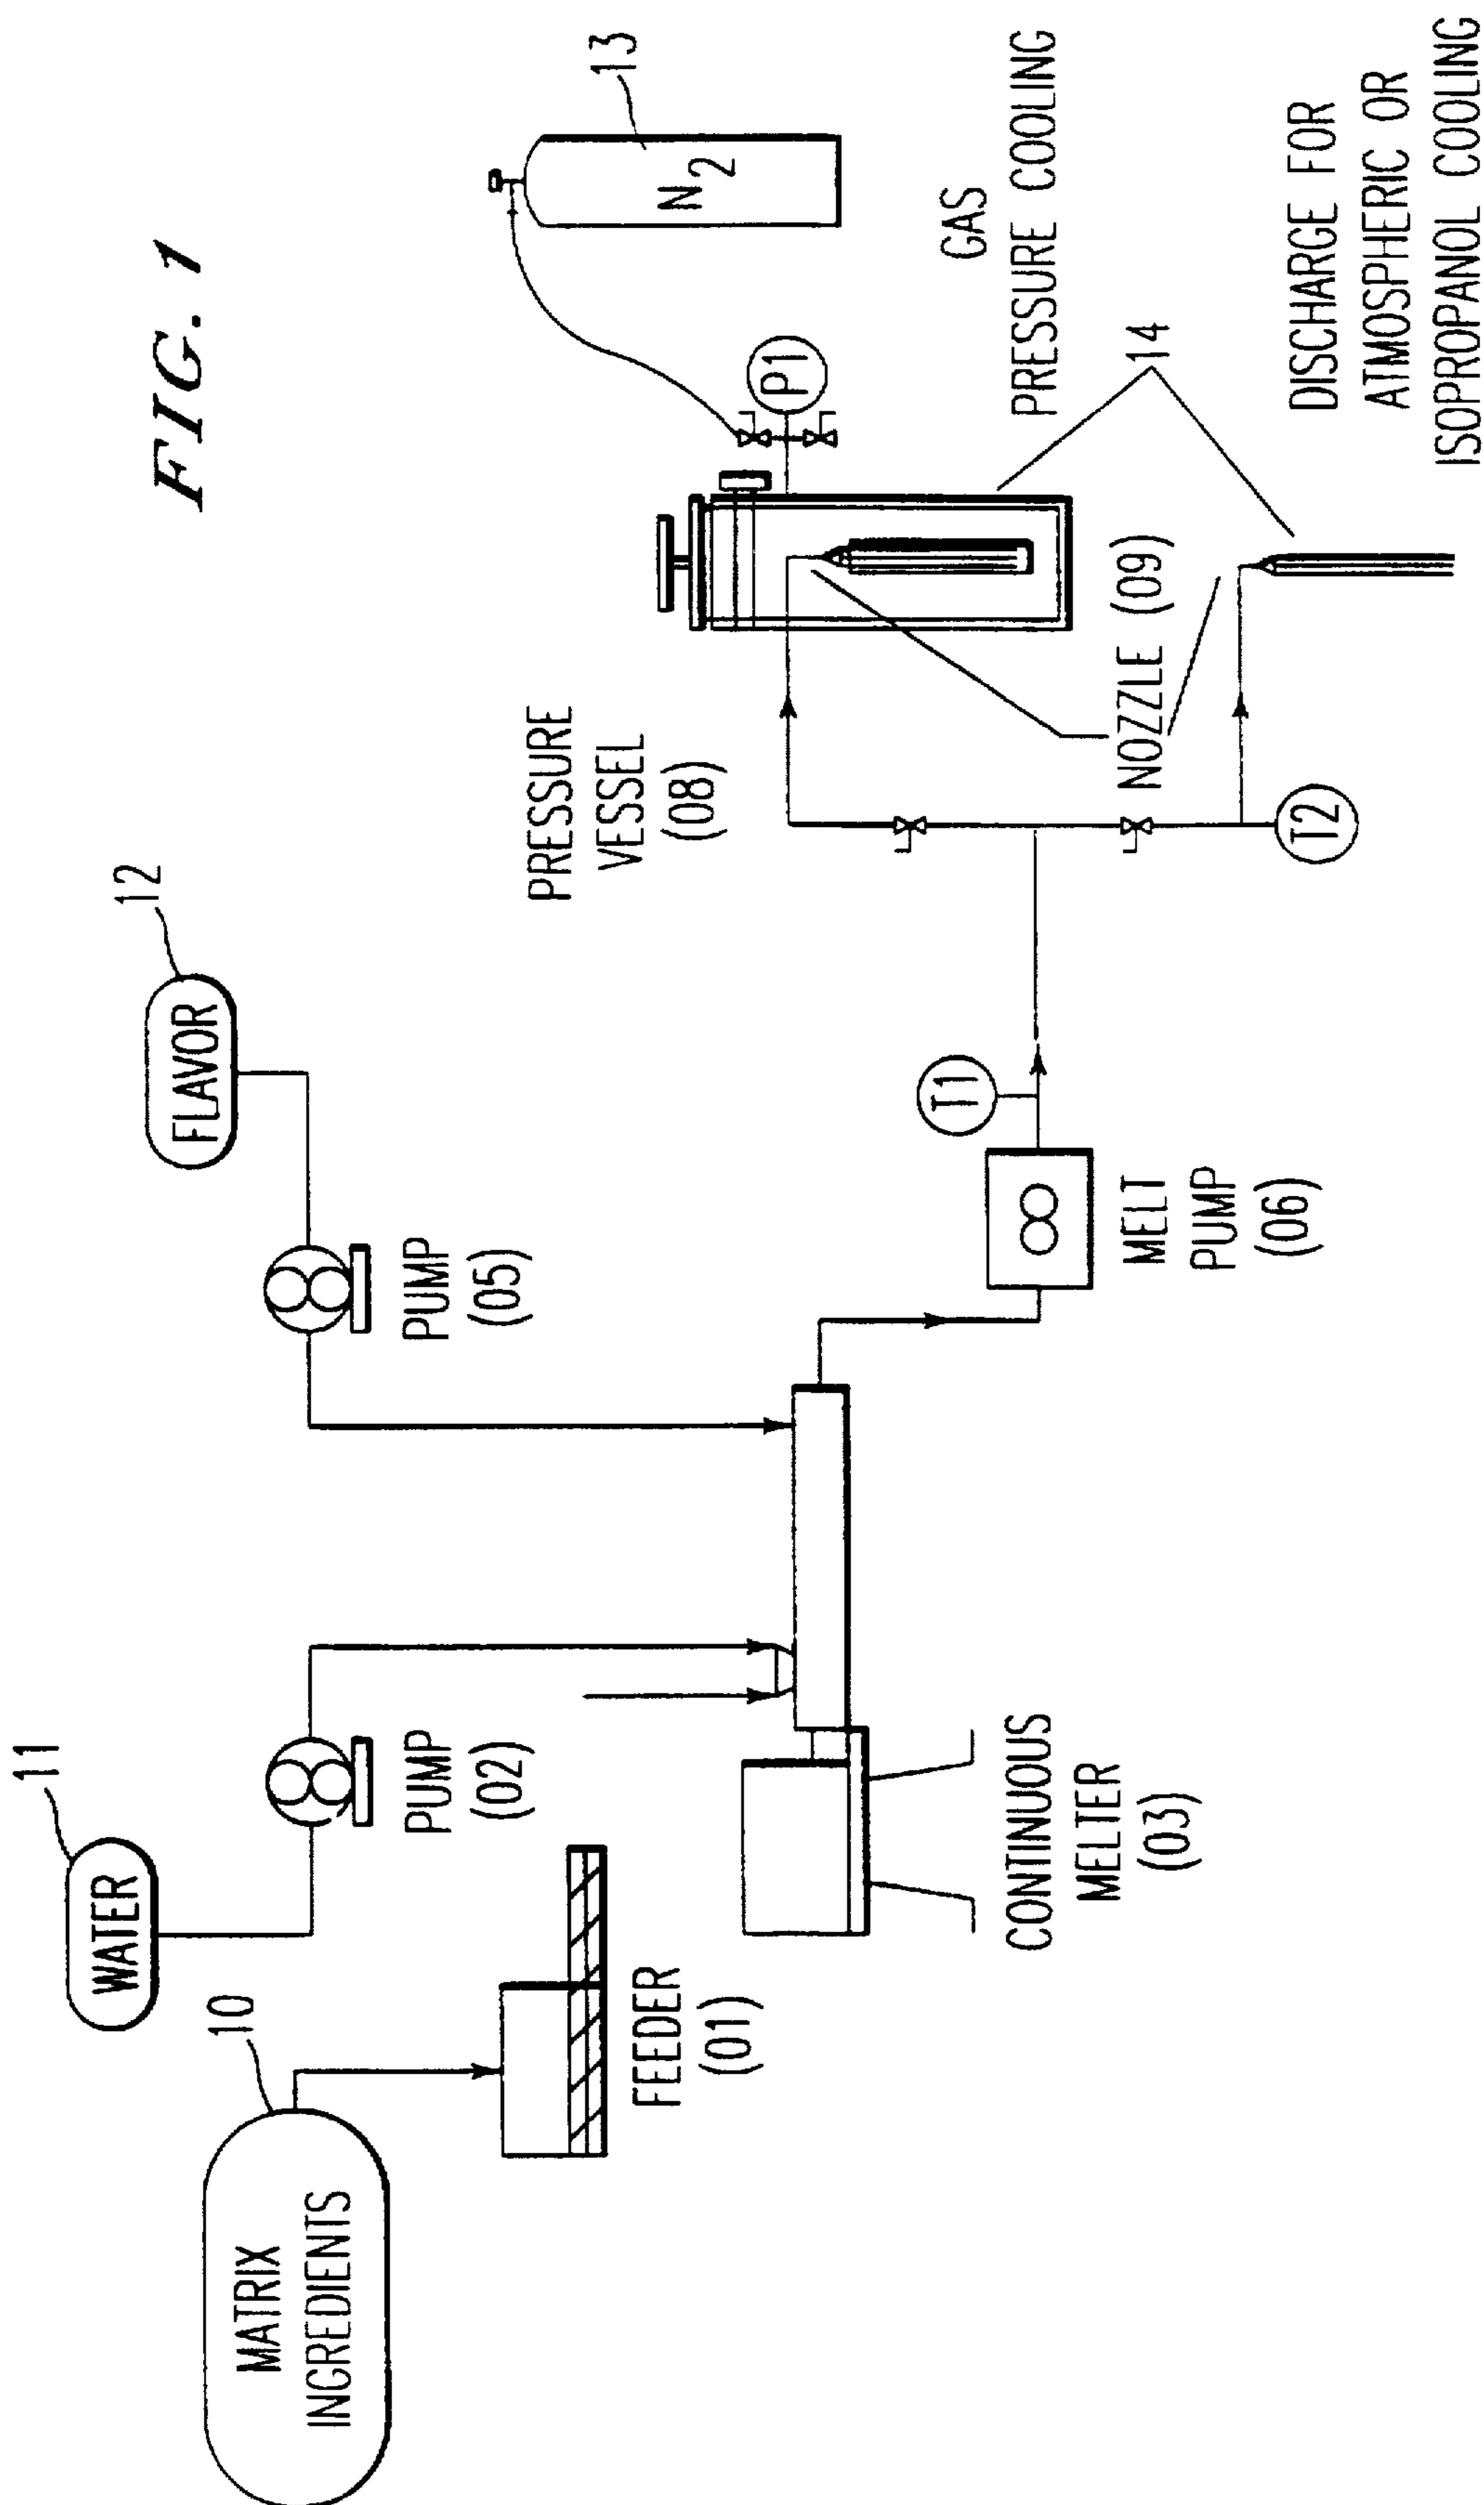 FIG. 1
MATRIX
INGREDIENTS
10
WATER
11
FEEDER
(01)
PUMP
(02)
CONTINUOUS
MELTER
(03)
FLAVOR
12
PUMP
(05)
MELT
PUMP
(06)
T1
PRESSURE
VESSEL
(08)
T2
NOZZLE (09)
P1
N2
13
GAS
PRESSURE COOLING
14
DISCHARGE FOR
ATMOSPHERIC OR
ISOPROPANOL COOLING